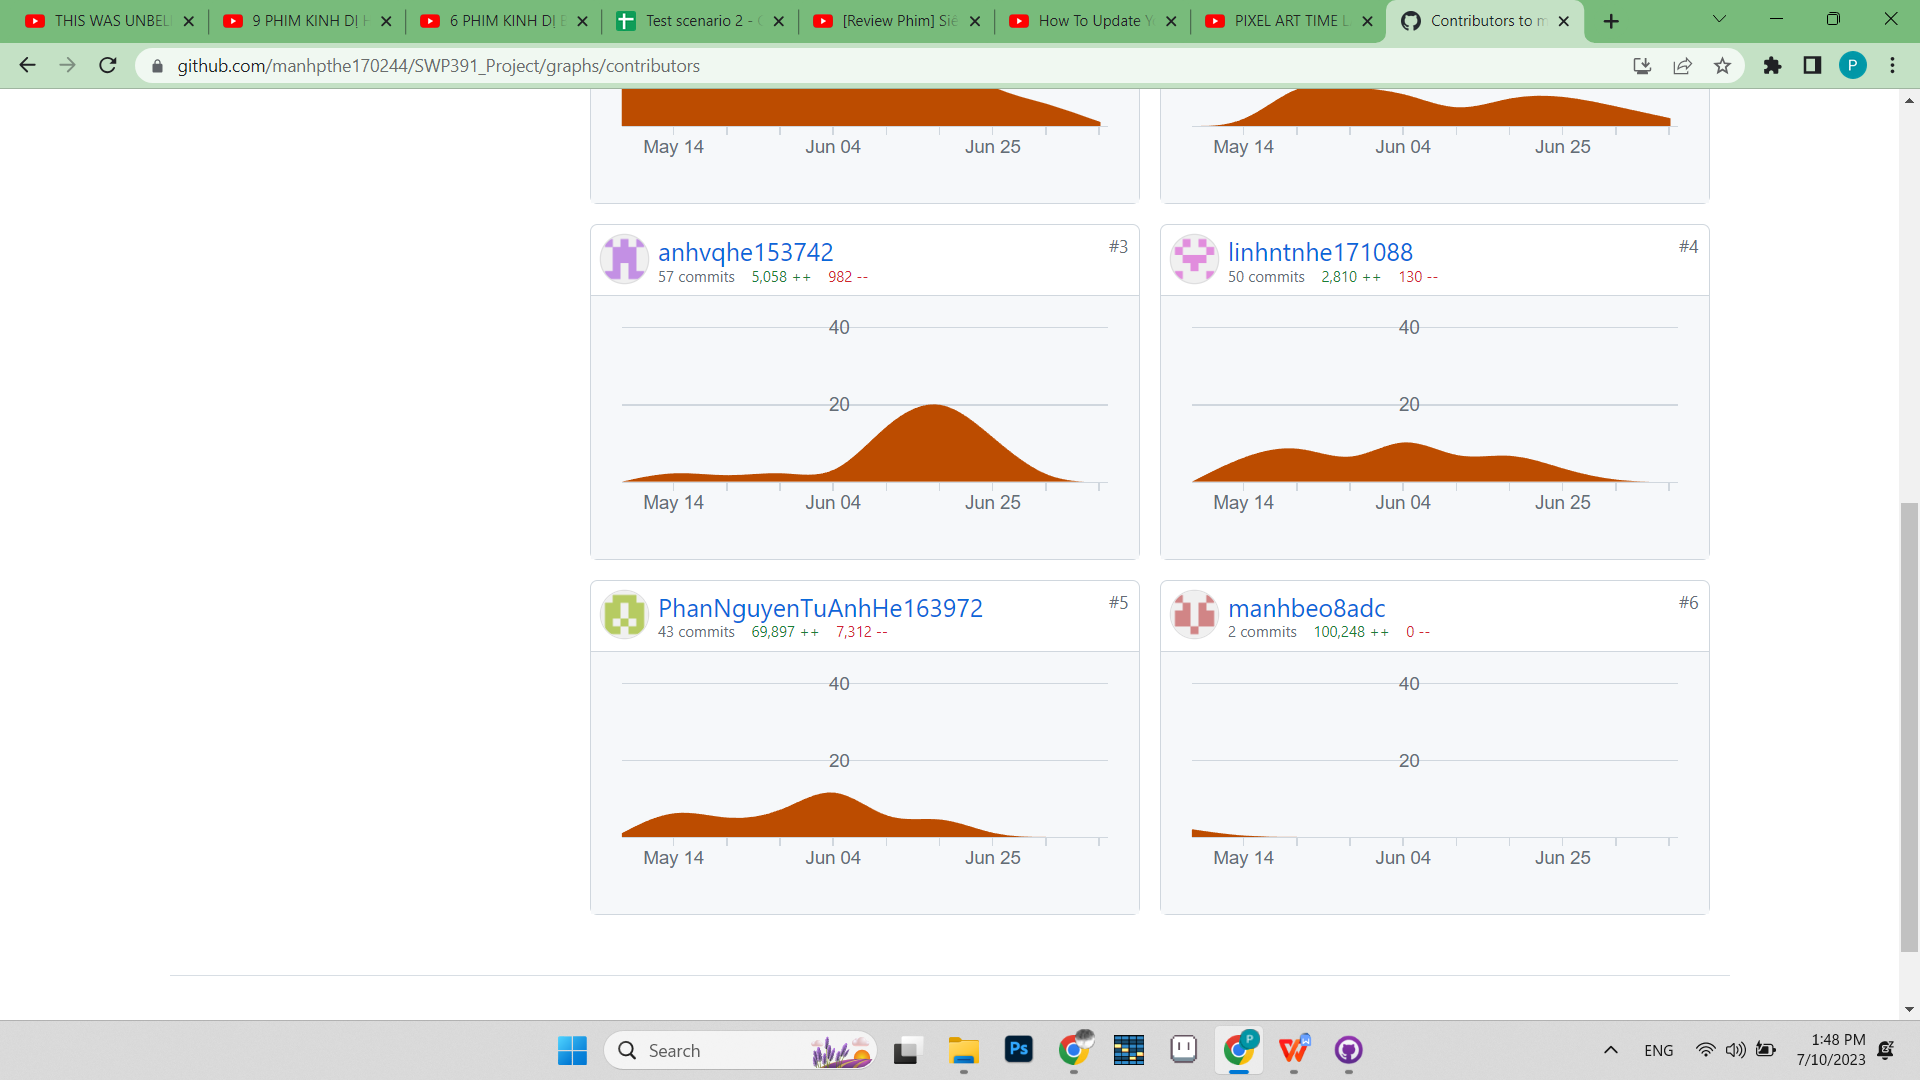 THIS WAS UNBEL
9 PHIM KINH DỊ H
6 PHIM KINH DỊ Đ
Test scenario 2 - G
[Review Phim] Siê
How To Update Y
PIXEL ART TIME L
Contributors to m
github.com/manhpthe170244/SWP391_Project/graphs/contributors
P
May 14 Jun 04 Jun 25
May 14 Jun 04 Jun 25
anhvqhe153742 #3
57 commits 5,058 ++ 982 --
40
20
May 14 Jun 04 Jun 25
linhntnhe171088 #4
50 commits 2,810 ++ 130 --
40
20
May 14 Jun 04 Jun 25
PhanNguyenTuAnhHe163972 #5
43 commits 69,897 ++ 7,312 --
40
20
May 14 Jun 04 Jun 25
manhbeo8adc #6
2 commits 100,248 ++ 0 --
40
20
May 14 Jun 04 Jun 25
Search
Ps
P
ENG
1:48 PM
7/10/2023